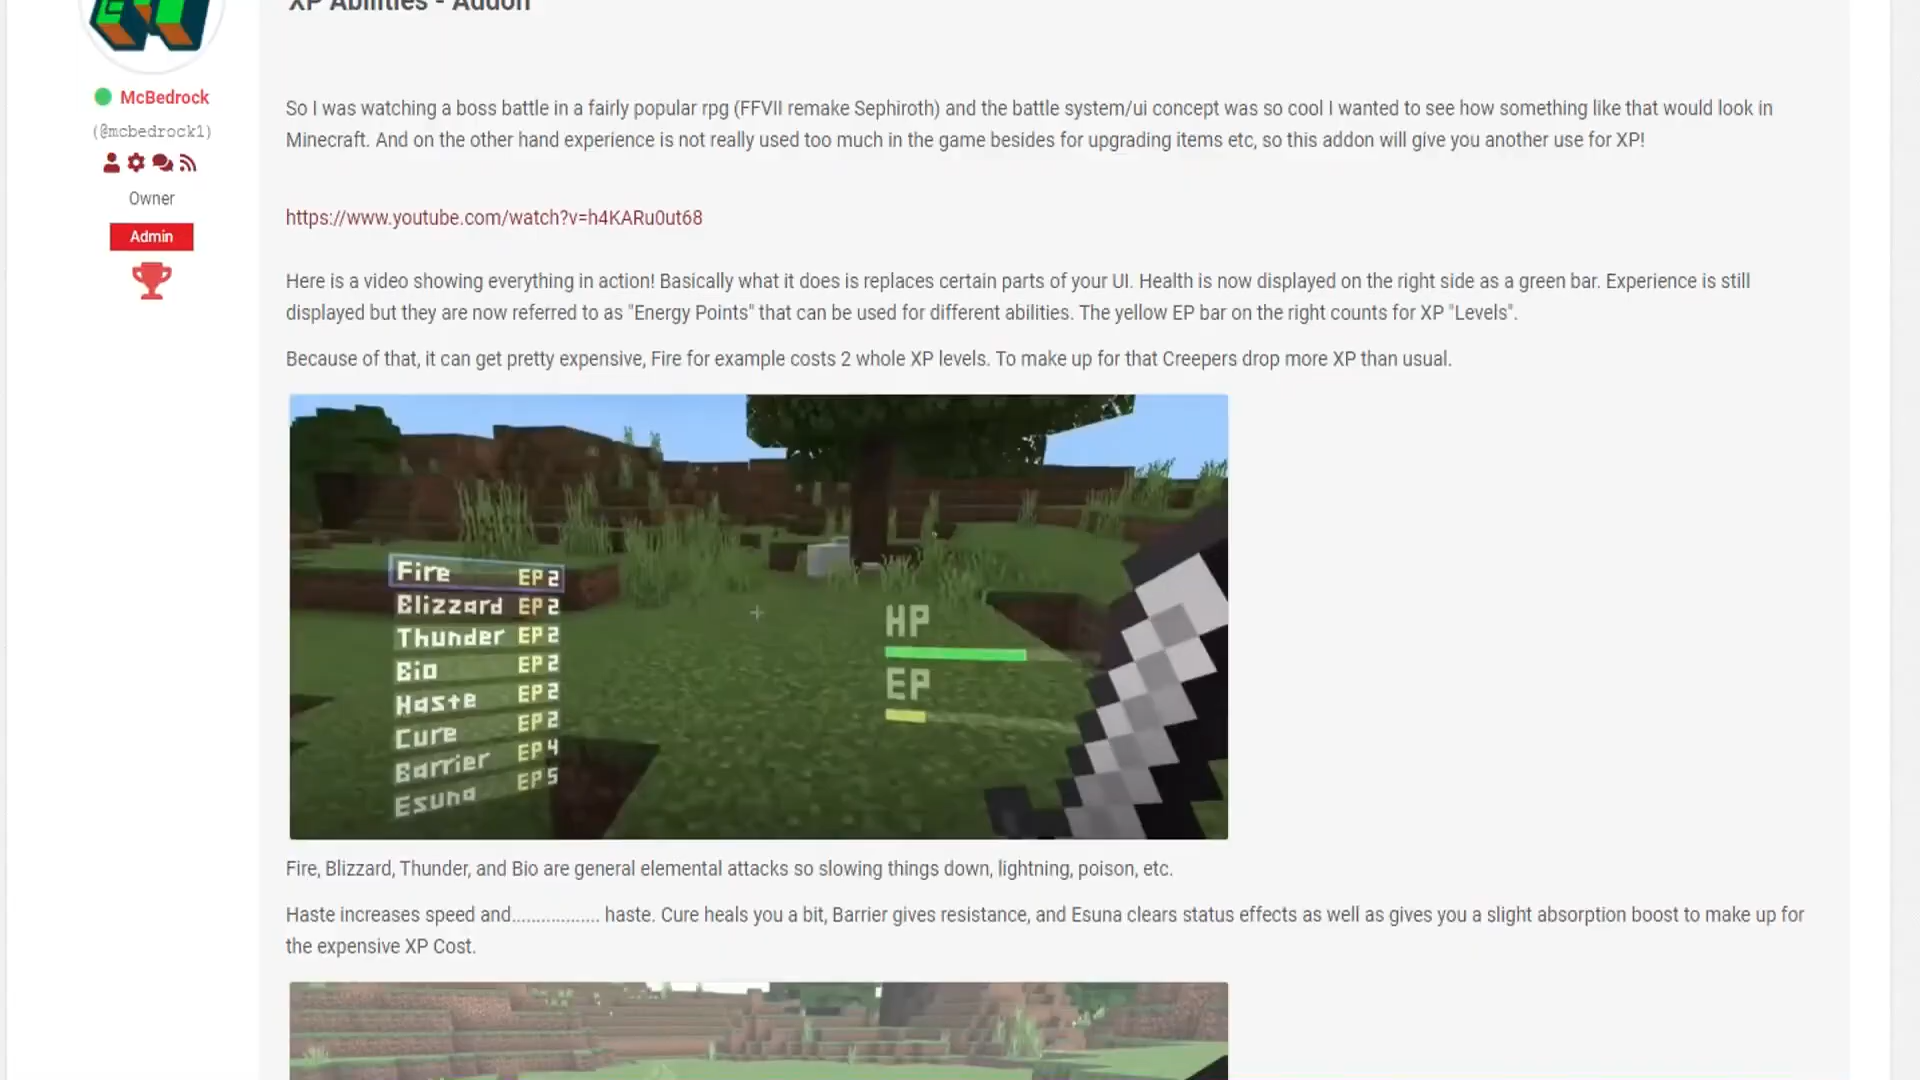 XP Abilities - Addon
McBedrock
(@mcbedrock1)
Owner
Admin
So I was watching a boss battle in a fairly popular rpg (FFVII remake Sephiroth) and the battle system/ui concept was so cool I wanted to see how something like that would look in
Minecraft. And on the other hand experience is not really used too much in the game besides for upgrading items etc, so this addon will give you another use for XP!
https://www.youtube.com/watch?v=h4KARu0ut68
Here is a video showing everything in action! Basically what it does is replaces certain parts of your UI. Health is now displayed on the right side as a green bar. Experience is still
displayed but they are now referred to as "Energy Points" that can be used for different abilities. The yellow EP bar on the right counts for XP "Levels".
Because of that, it can get pretty expensive, Fire for example costs 2 whole XP levels. To make up for that Creepers drop more XP than usual.
Fire EP 2
Blizzard EP 2
Thunder EP 2
Bio EP 2
Haste EP 2
Cure EP 2
Barrier EP 4
Esuna EP 5
HP
EP
Fire, Blizzard, Thunder, and Bio are general elemental attacks so slowing things down, lightning, poison, etc.
Haste increases speed and.................. haste. Cure heals you a bit, Barrier gives resistance, and Esuna clears status effects as well as gives you a slight absorption boost to make up for
the expensive XP Cost.